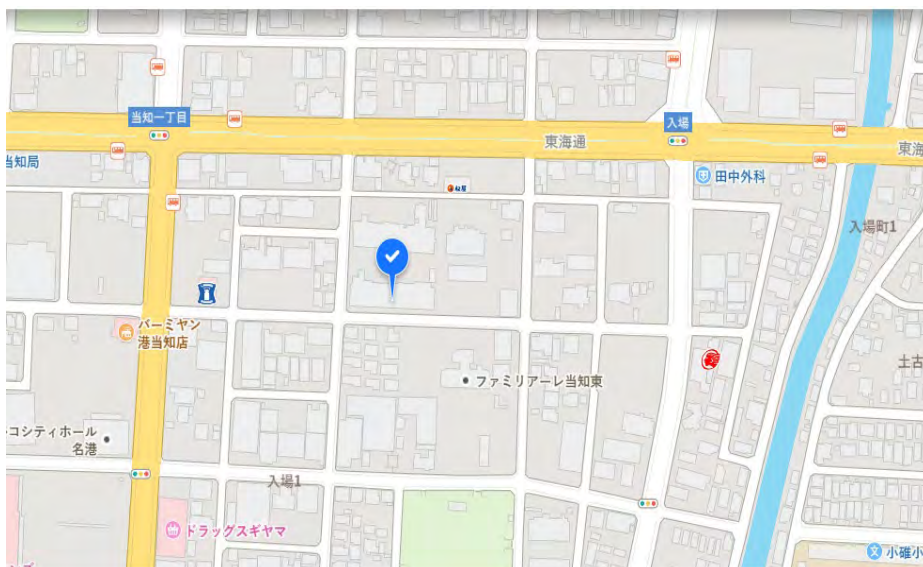 当知一丁目
入場
東海通
東海
当知局
田中外科
松屋
入場町1
バーミヤン
港当知店
土古
ファミリアーレ当知東
コシティホール
名港
入場1
ドラッグスギヤマ
小碓小